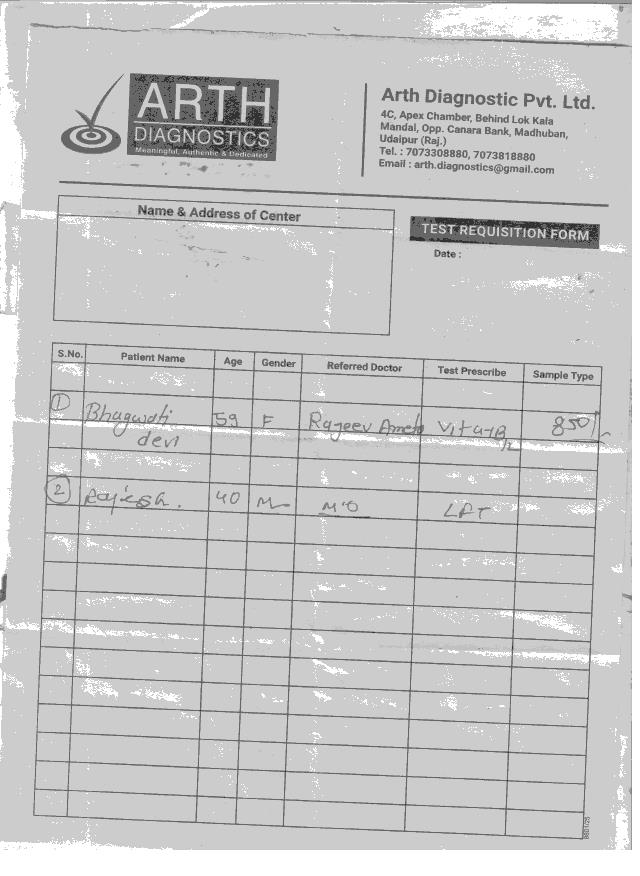 ARTH
DIAGNOSTICS
Meaningful, Authentic & Dedicated
Arth Diagnostic Pvt. Ltd.
4C, Apex Chamber, Behind Lok Kala
Mandal, Opp. Canara Bank, Madhuban,
Udaipur (Raj.)
Tel. : 7073308880, 7073818880
Email : arth.diagnostics@gmail.com
Name & Address of Center
TEST REQUISITION FORM
Date :
S.No. Patient Name Age Gender Referred Doctor Test Prescribe Sample Type
1 Bhagwati devi 59 F Rajeev Vit-B12 850/-
2 Rajesh. 40 M M'O LFT